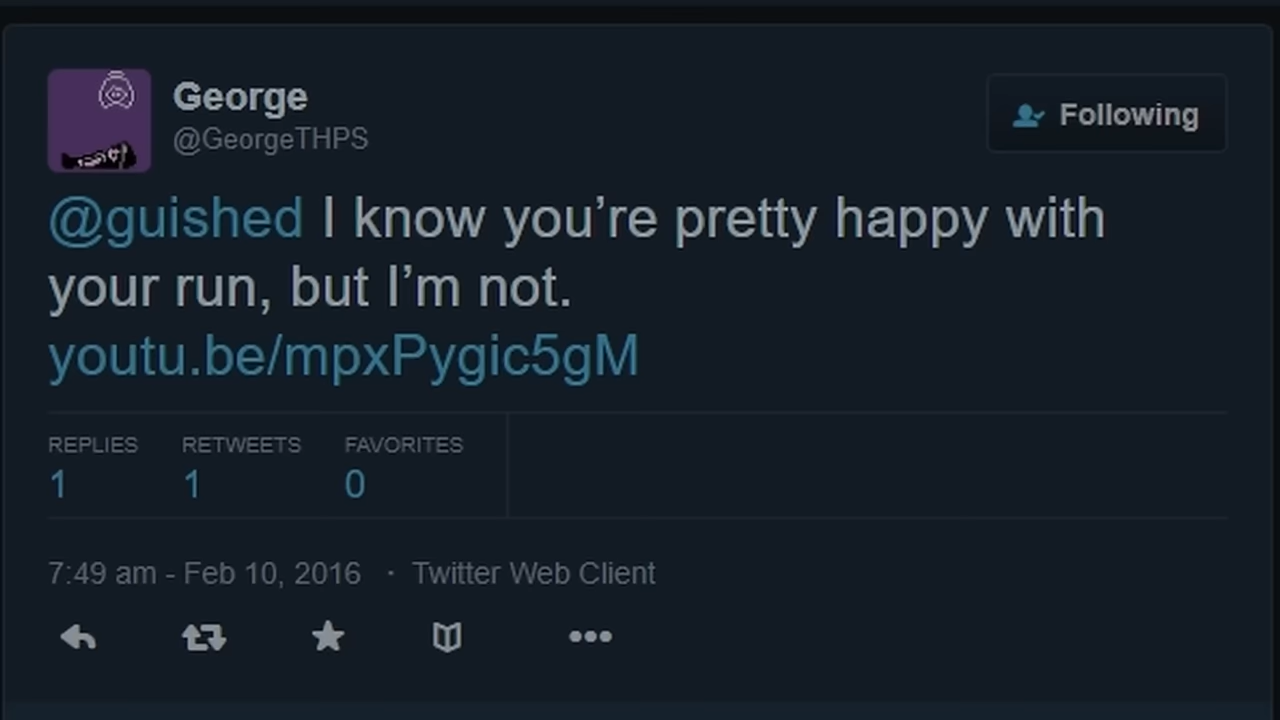 George
@GeorgeTHPS
Following
@guished I know you’re pretty happy with
your run, but I’m not.
youtu.be/mpxPygic5gM
REPLIES RETWEETS FAVORITES
1 1 0
7:49 am - Feb 10, 2016 · Twitter Web Client